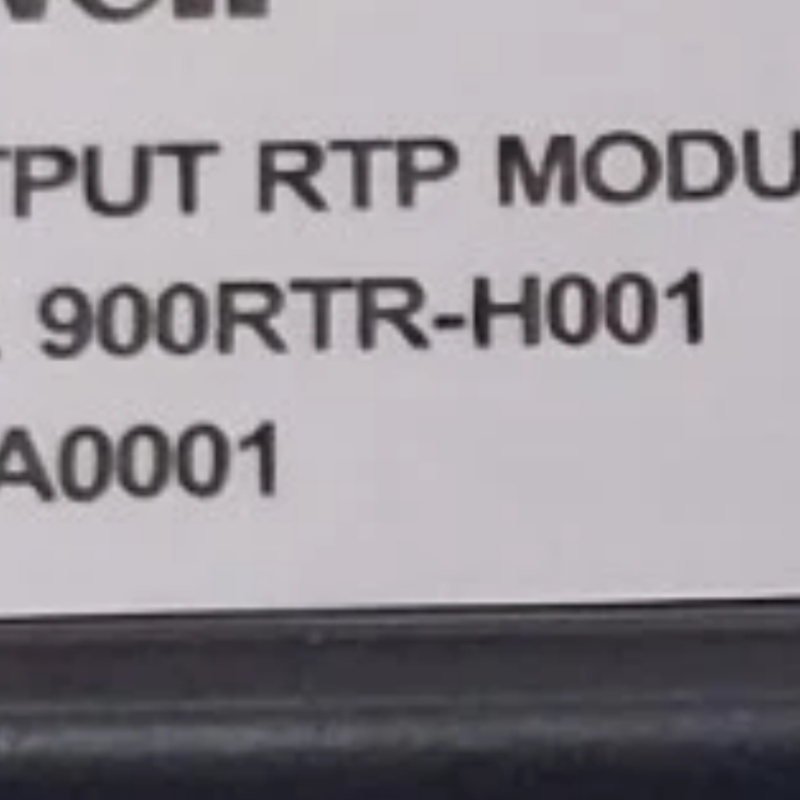 TPUT RTP MODU
900RTR-H001
A0001